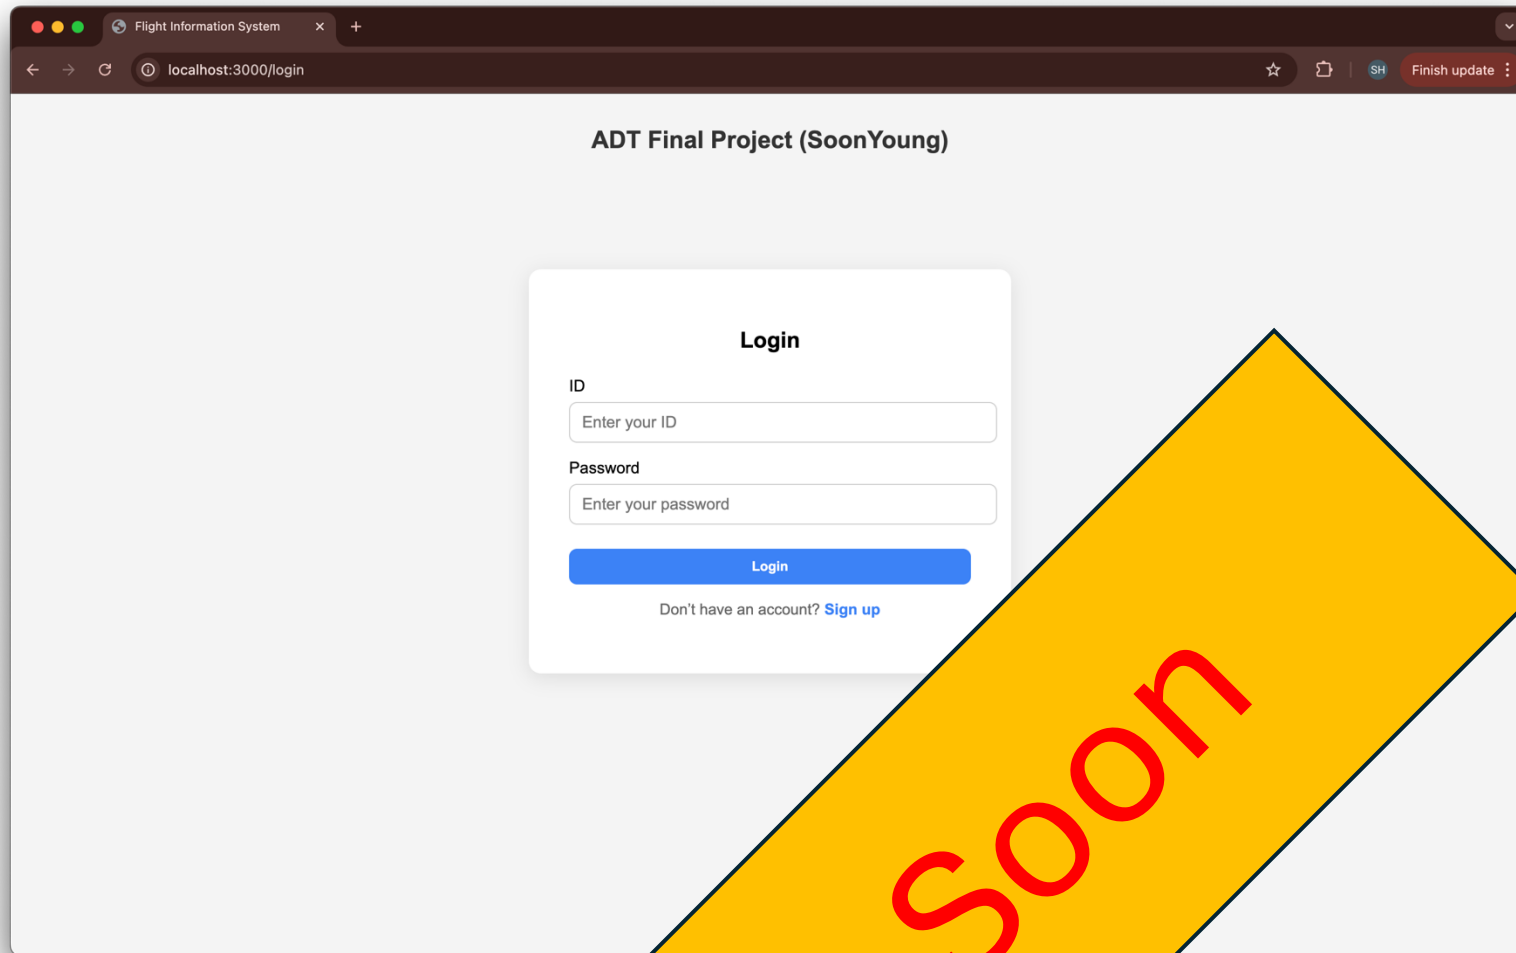 Flight Information System
localhost:3000/login
SH
Finish update
ADT Final Project (SoonYoung)
Login
ID
Enter your ID
Password
Enter your password
Login
Don't have an account? Sign up
Soon